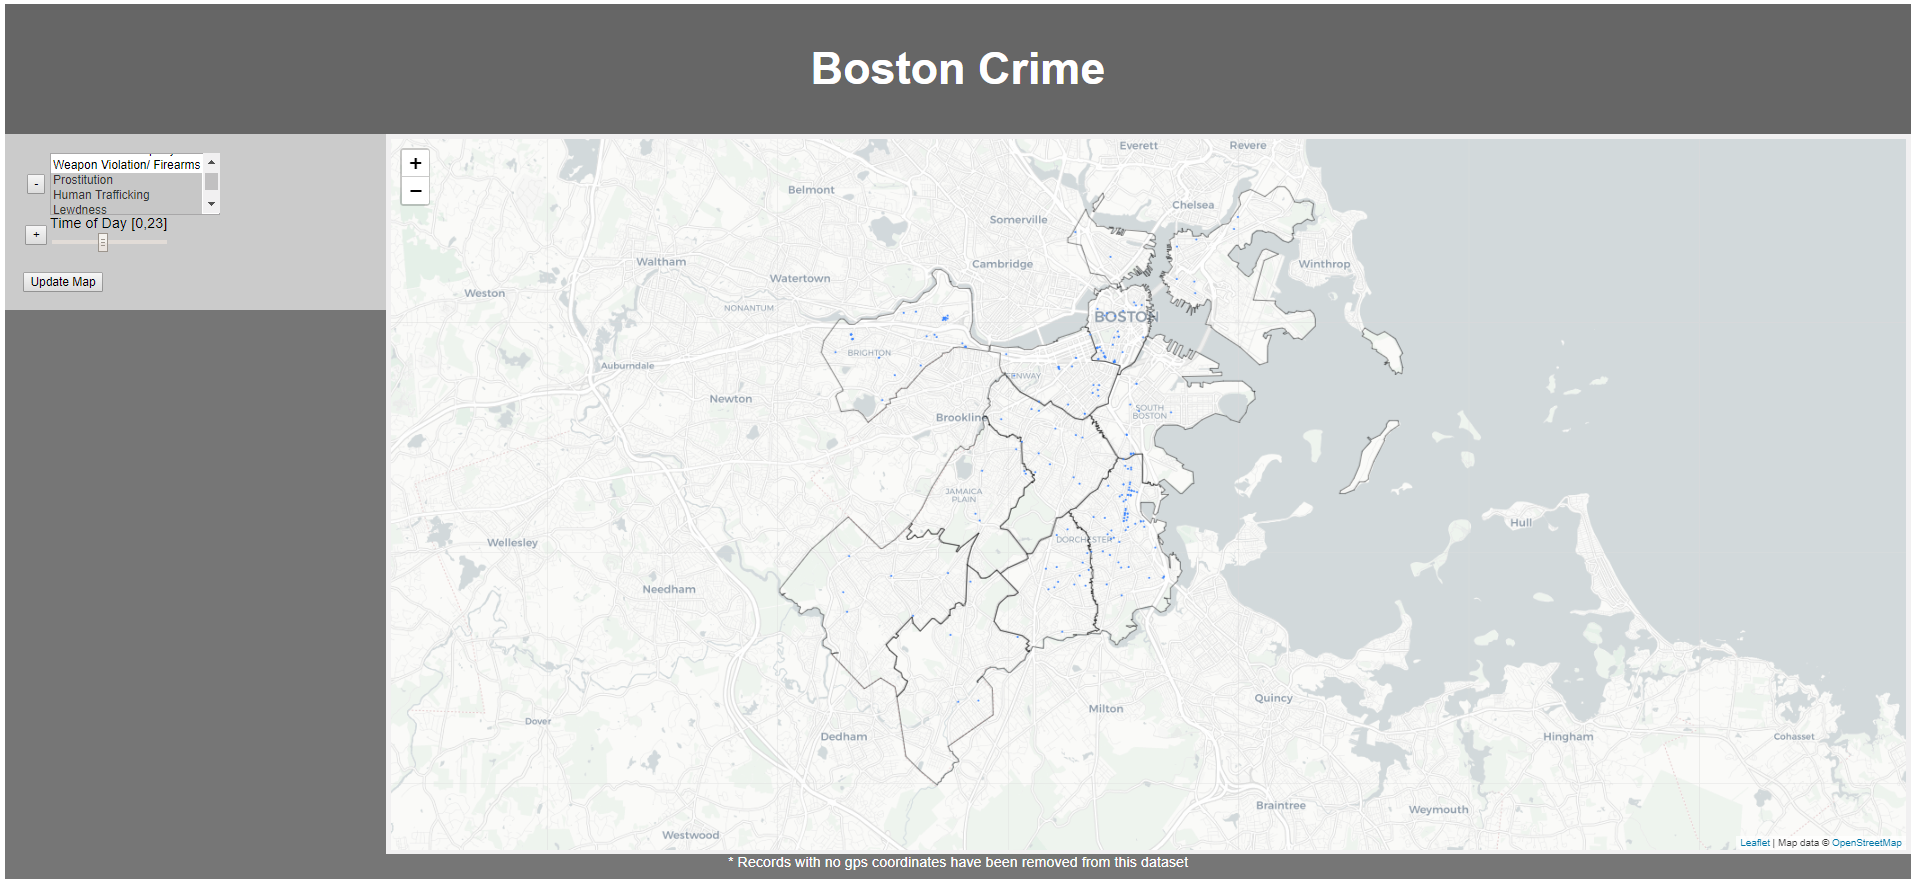 Boston Crime
Weapon Violation/ Firearms
Prostitution
Human Trafficking
Lewdness
-
Time of Day [0,23]
+
Update Map
+
−
Everett
Revere
Belmont
Somerville
Chelsea
Waltham
Watertown
Cambridge
Winthrop
Weston
NONANTUM
BOSTON
BRIGHTON
Auburndale
FENWAY
Newton
Brookline
SOUTH
BOSTON
JAMAICA
PLAIN
Hull
Wellesley
DORCHESTER
Needham
Quincy
Milton
Dover
Dedham
Hingham
Cohasset
Braintree
Weymouth
Westwood
Leaflet | Map data © OpenStreetMap
* Records with no gps coordinates have been removed from this dataset